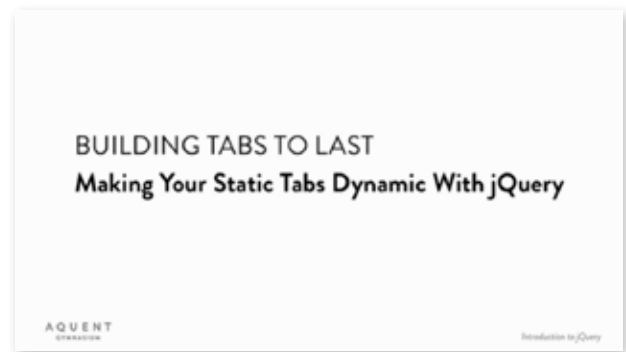 BUILDING TABS TO LAST
Making Your Static Tabs Dynamic With jQuery
AQUENT
GYMNASIUM
Introduction to jQuery